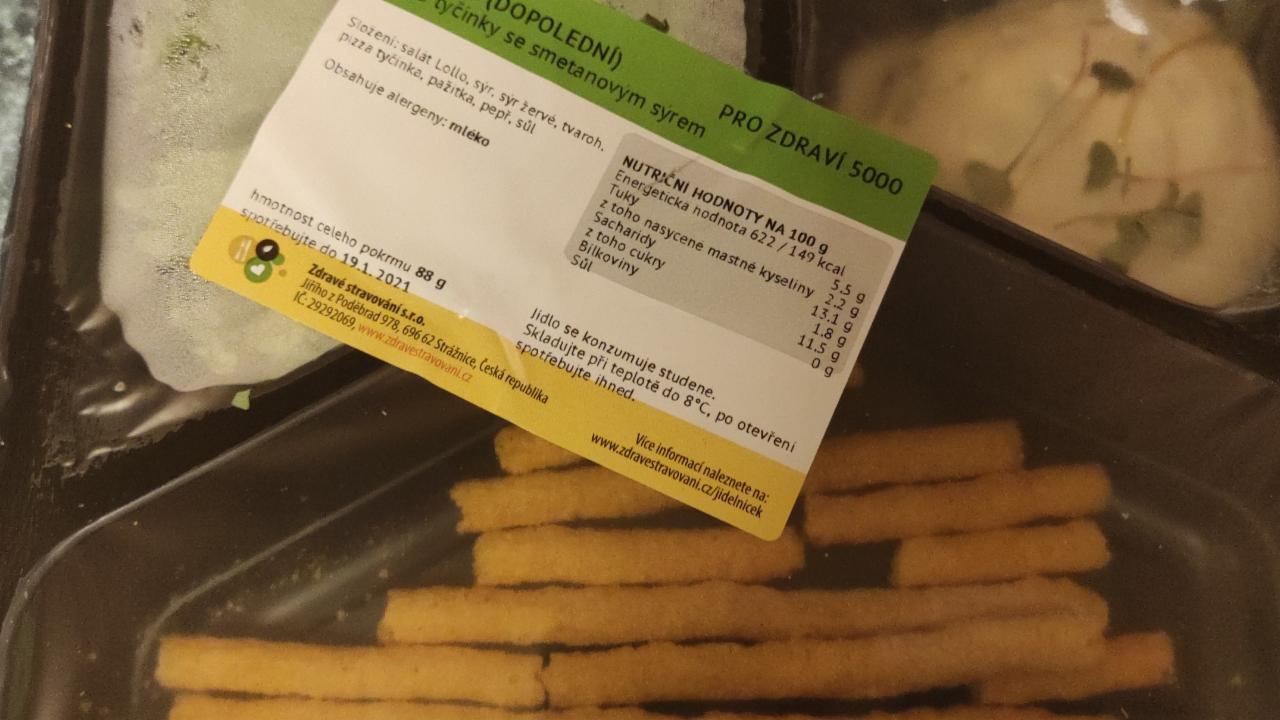 (DOPOLEDNÍ)
tyčinky se smetanovým sýrem
PRO ZDRAVÍ 5000
Složení: salát Lollo, sýr, sýr žervé, tvaroh,
pizza tyčinka, pažitka, pepř, sůl
Obsahuje alergeny: mléko
NUTRIČNI HODNOTY NA 100 g
Energetická hodnota 622 / 149 kcal
Tuky 5.5 g
z toho nasycené mastné kyseliny 2.2 g
Sacharidy 13.1 g
z toho cukry 1.8 g
Bílkoviny 11.5 g
Sůl 0 g
hmotnost celeho pokrmu 88 g
spotřebujte do 19.1. 2021
Jídlo se konzumuje studene.
Skladujte při teplotě do 8°C, po otevření
spotřebujte ihned.
Zdravé stravování s.r.o.
Jiřího z Poděbrad 978, 696 62 Strážnice, Česká republika
IČ: 29292069, www.zdravestravovani.cz
Více informací naleznete na:
www.zdravestravovani.cz/jidelnicek